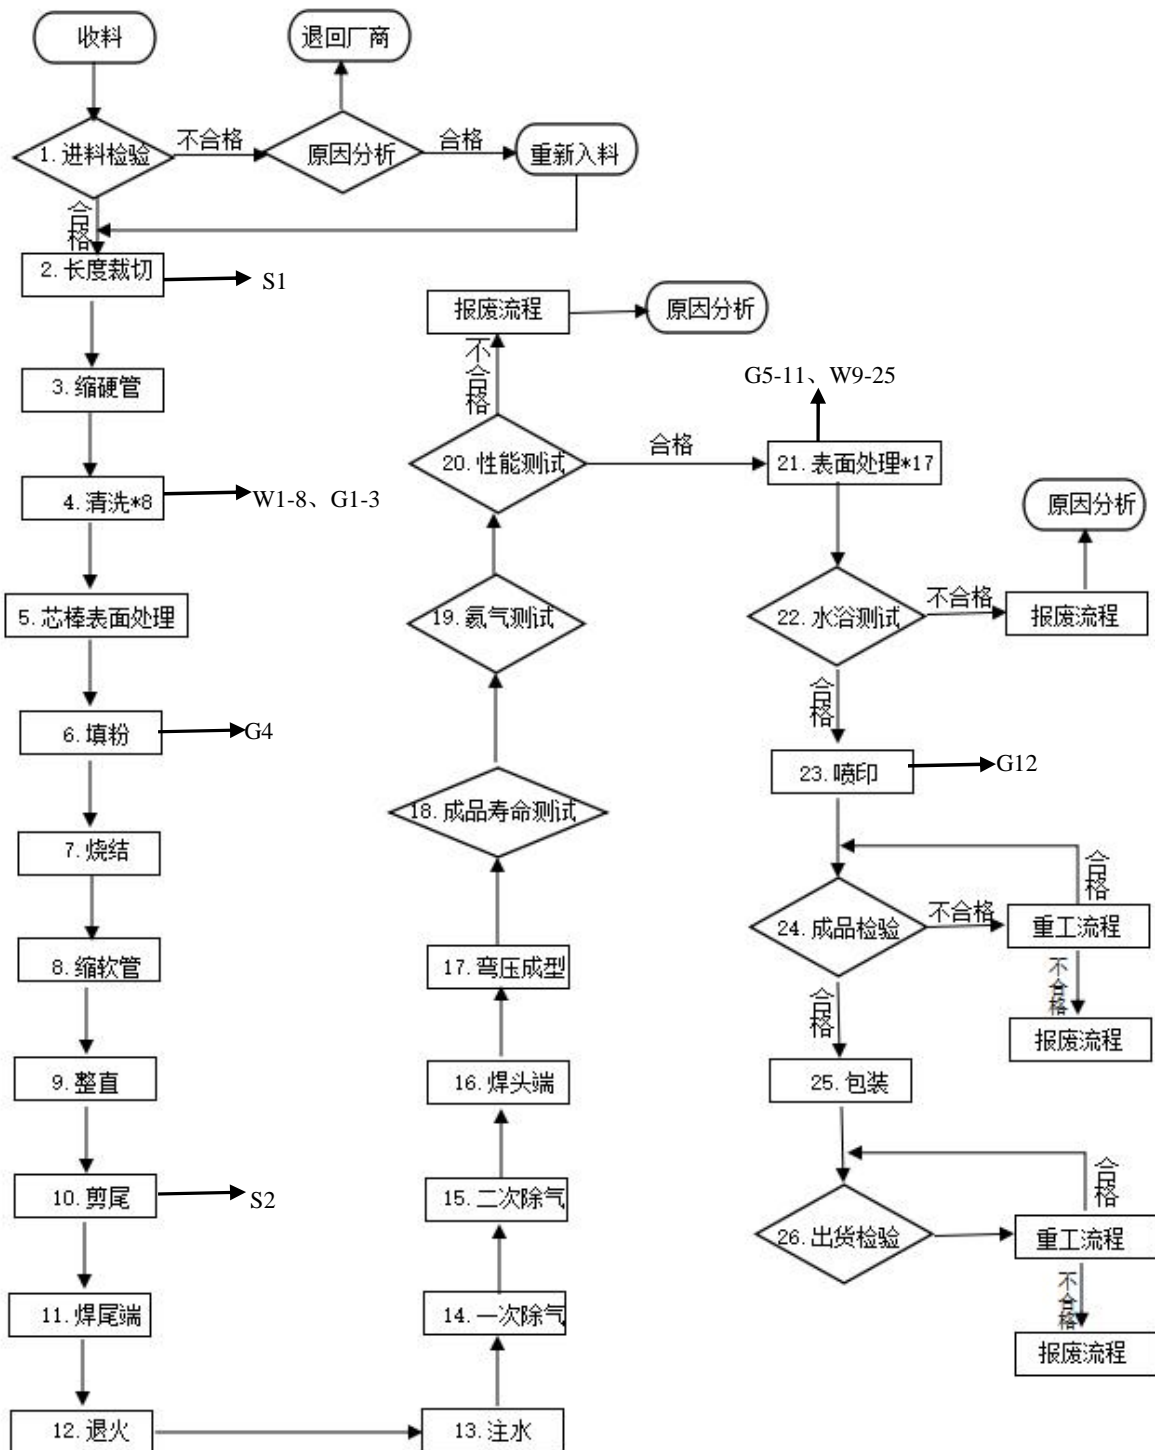 收料
退回厂商
1.进料检验
不合格
原因分析
合格
重新入料
合格
2.长度裁切
S1
3.缩硬管
4.清洗*8
W1-8、G1-3
5.芯棒表面处理
6.填粉
G4
7.烧结
8.缩软管
9.整直
10.剪尾
S2
11.焊尾端
12.退火
13.注水
14.一次除气
15.二次除气
16.焊头端
17.弯压成型
18.成品寿命测试
19.氦气测试
20.性能测试
不合格
报废流程
原因分析
合格
G5-11、W9-25
21.表面处理*17
22.水浴测试
不合格
报废流程
原因分析
合格
23.喷印
G12
24.成品检验
不合格
重工流程
合格
不合格
报废流程
合格
25.包装
26.出货检验
重工流程
合格
不合格
报废流程